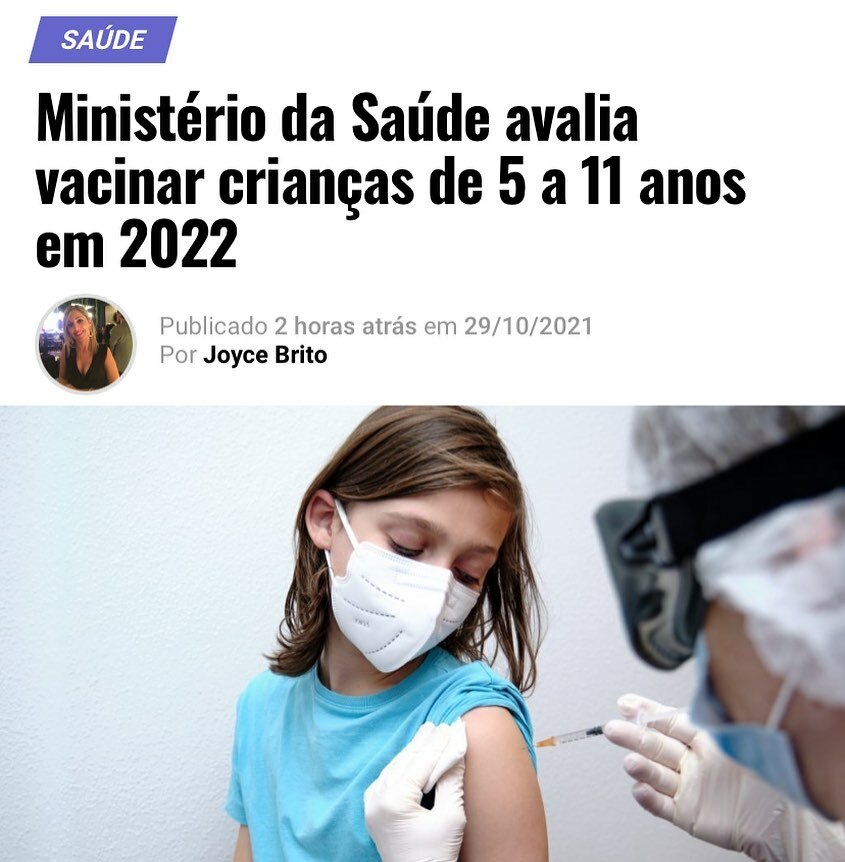 SAÚDE
Ministério da Saúde avalia
vacinar crianças de 5 a 11 anos
em 2022
Publicado 2 horas atrás em 29/10/2021
Por Joyce Brito